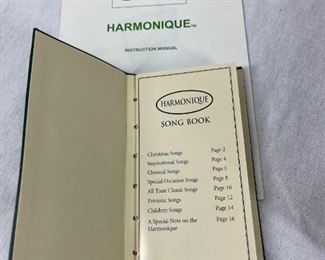 HARMONIQUE™
INSTRUCTION MANUAL
HARMONIQUE
SONG BOOK
Christmas Songs Page 2
Inspirational Songs Page 4
Classical Songs Page 6
Special Occasion Songs Page 8
All Time Classic Songs Page 10
Patriotic Songs Page 12
Children Songs Page 14
A Special Note on the
Harmonique Page 16